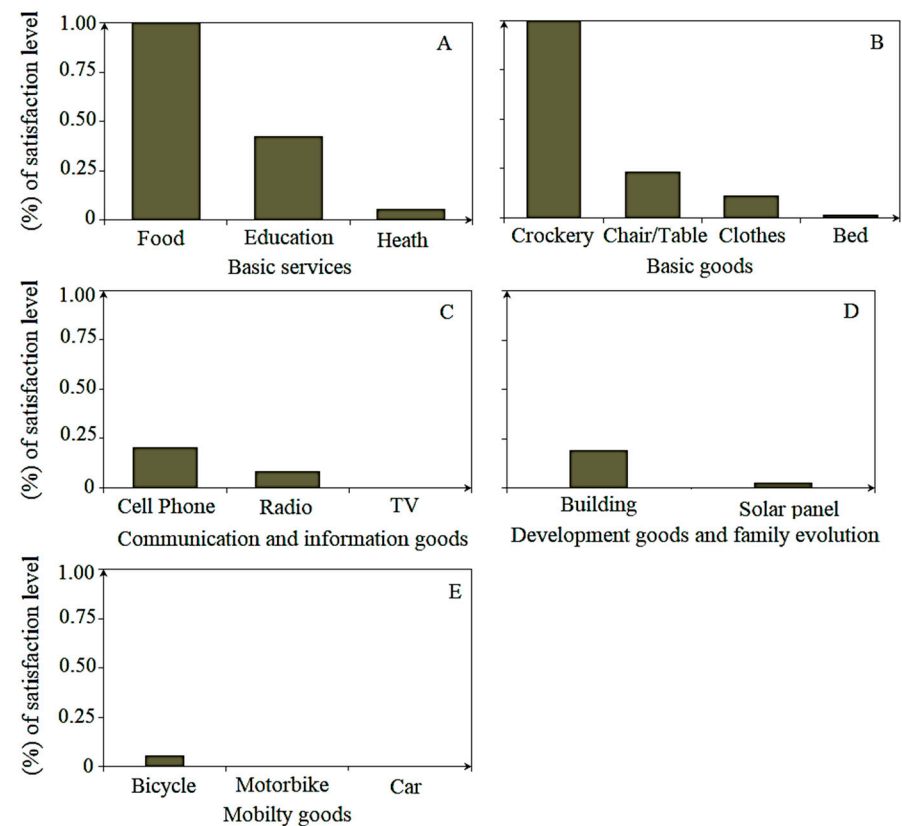 (%) of satisfaction level
1.00
0.75
0.50
0.25
0
A
Food Education Heath
Basic services
B
Crockery Chair/Table Clothes Bed
Basic goods
(%) of satisfaction level
1.00
0.75
0.50
0.25
0
C
Cell Phone Radio TV
Communication and information goods
D
Building Solar panel
Development goods and family evolution
(%) of satisfaction level
1.00
0.75
0.50
0.25
0
E
Bicycle Motorbike Car
Mobilty goods